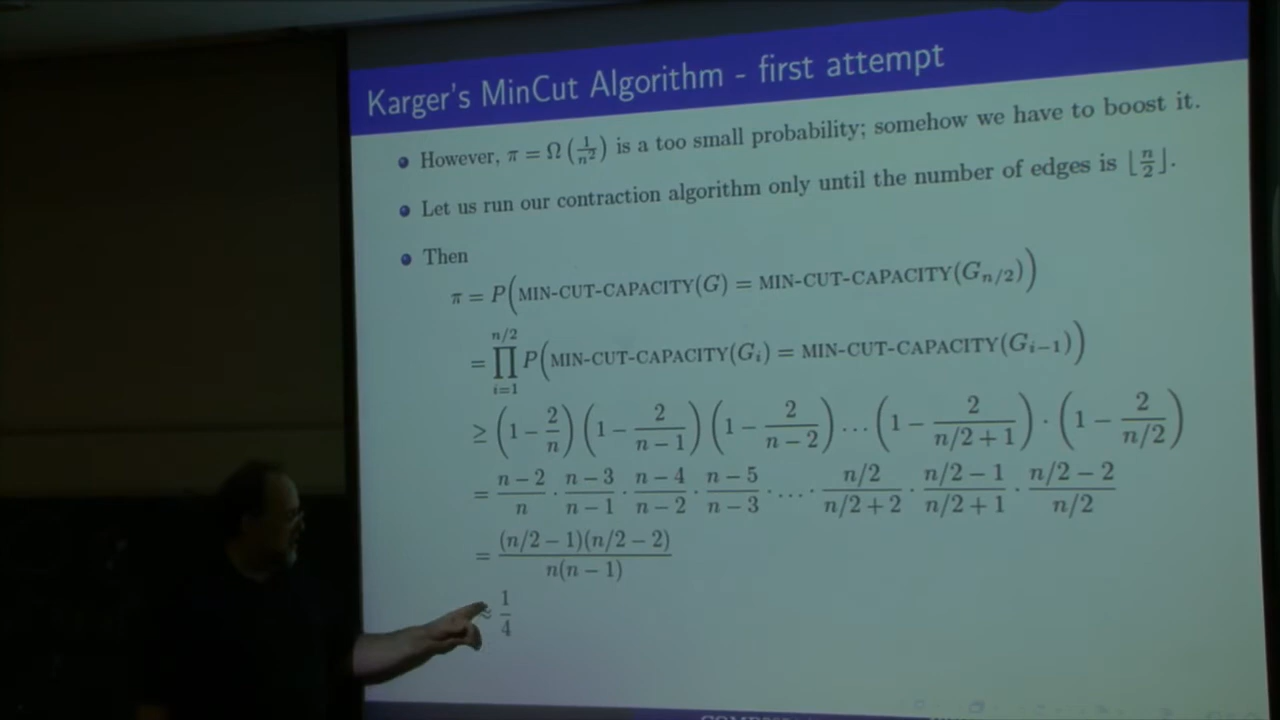 Karger's MinCut Algorithm - first attempt
However, π = Ω (1/n²) is a too small probability; somehow we have to boost it.
Let us run our contraction algorithm only until the number of edges is ⌊n/2⌋.
Then
π = P(MIN-CUT-CAPACITY(G) = MIN-CUT-CAPACITY(G_{n/2}))
= ∏_{i=1}^{n/2} P(MIN-CUT-CAPACITY(G_i) = MIN-CUT-CAPACITY(G_{i−1}))
≥ (1 − 2/n)(1 − 2/(n − 1))(1 − 2/(n − 2)) … (1 − 2/(n/2 + 1)) · (1 − 2/(n/2))
= (n − 2)/n · (n − 3)/(n − 1) · (n − 4)/(n − 2) · (n − 5)/(n − 3) · … · (n/2)/(n/2 + 2) · (n/2 − 1)/(n/2 + 1) · (n/2 − 2)/(n/2)
= (n/2 − 1)(n/2 − 2)/(n(n − 1))
≈ 1/4